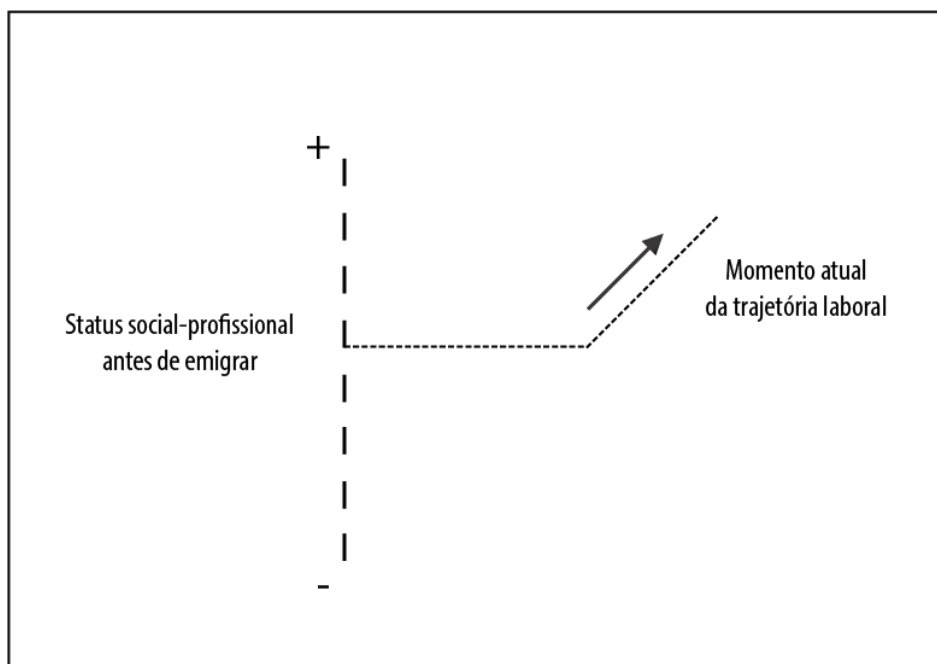 +
Status social-profissional
antes de emigrar
Momento atual
da trajetória laboral
-